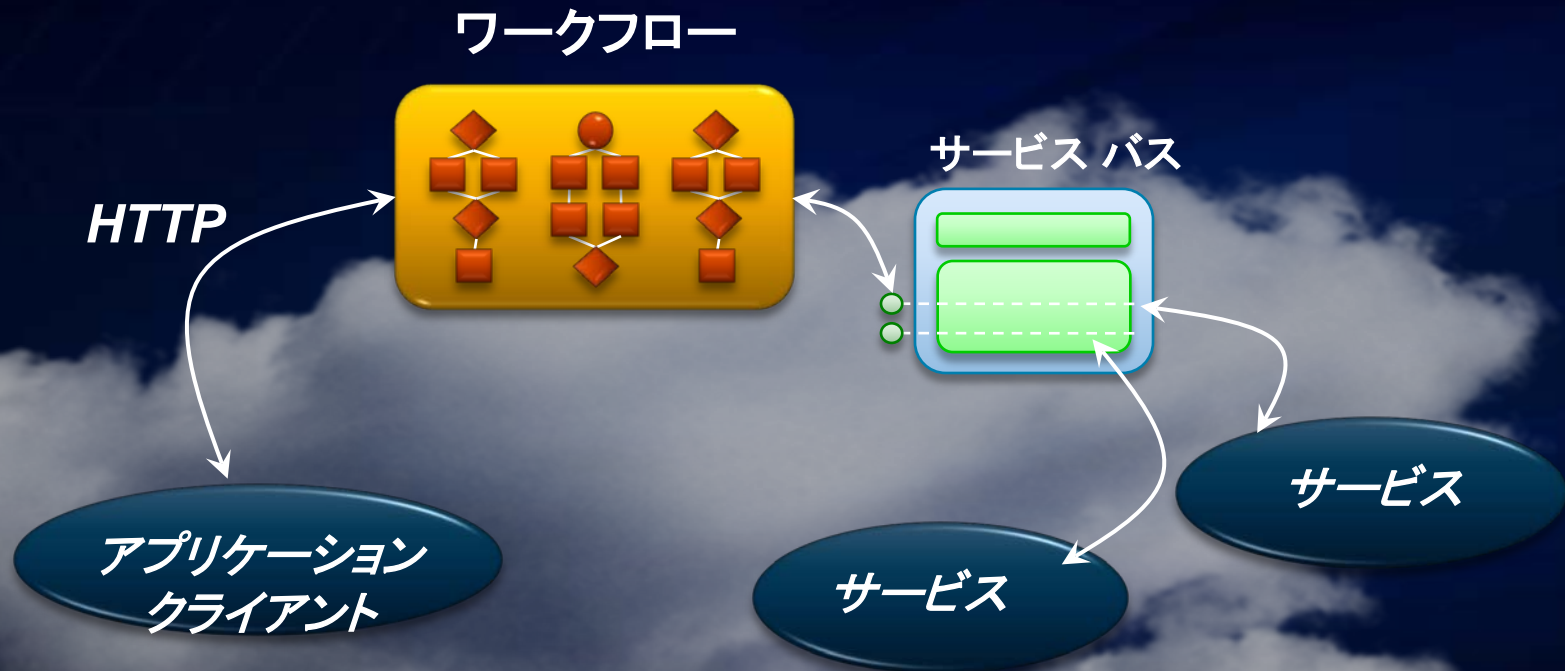 ワークフロー
サービス バス
HTTP
サービス
アプリケーション
クライアント
サービス